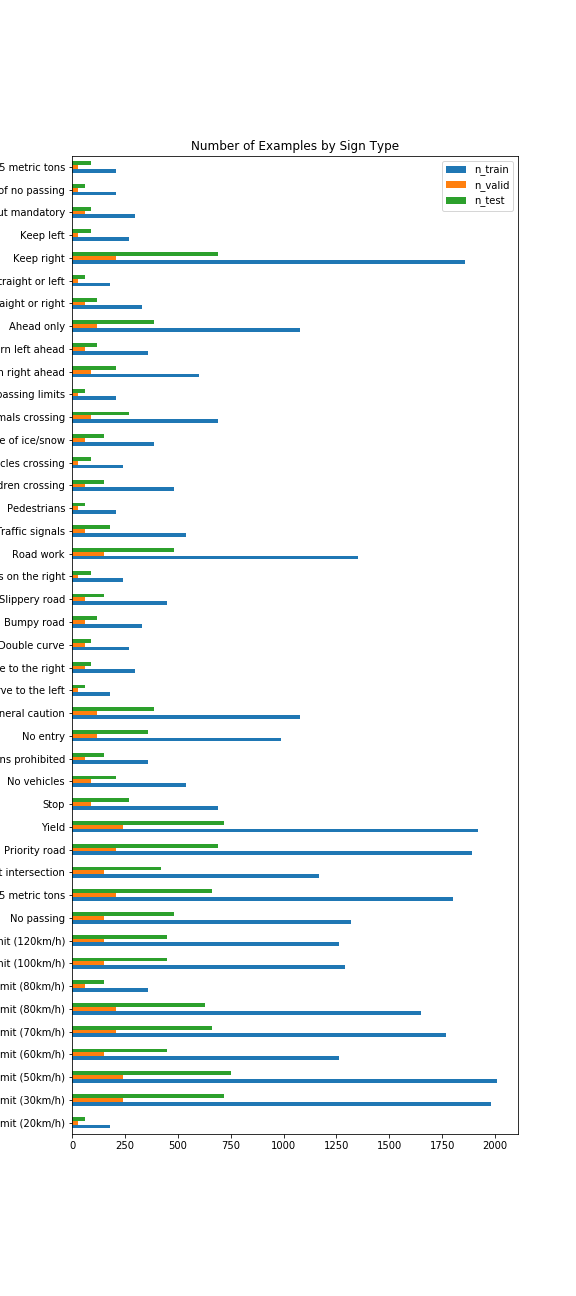 Number of Examples by Sign Type
n_train
n_valid
n_test
5 metric tons
of no passing
ut mandatory
Keep left
Keep right
traight or left
aight or right
Ahead only
rn left ahead
n right ahead
passing limits
mals crossing
e of ice/snow
cles crossing
dren crossing
Pedestrians
Traffic signals
Road work
s on the right
Slippery road
Bumpy road
Double curve
e to the right
rve to the left
neral caution
No entry
ns prohibited
No vehicles
Stop
Yield
Priority road
t intersection
5 metric tons
No passing
mit (120km/h)
mit (100km/h)
mit (80km/h)
mit (80km/h)
mit (70km/h)
mit (60km/h)
mit (50km/h)
mit (30km/h)
mit (20km/h)
0 250 500 750 1000 1250 1500 1750 2000